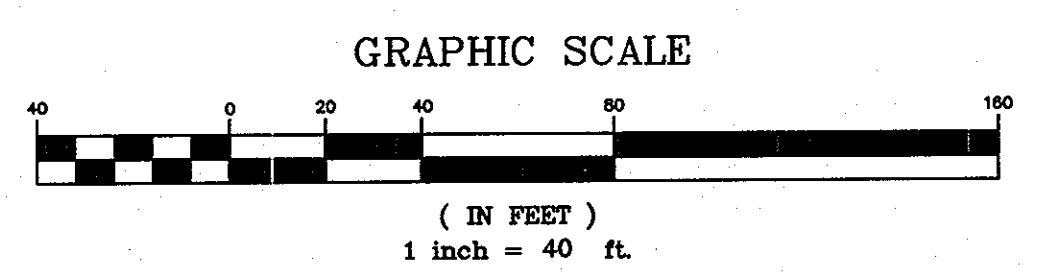 GRAPHIC SCALE
40 0 20 40 80 160
( IN FEET )
1 inch = 40 ft.